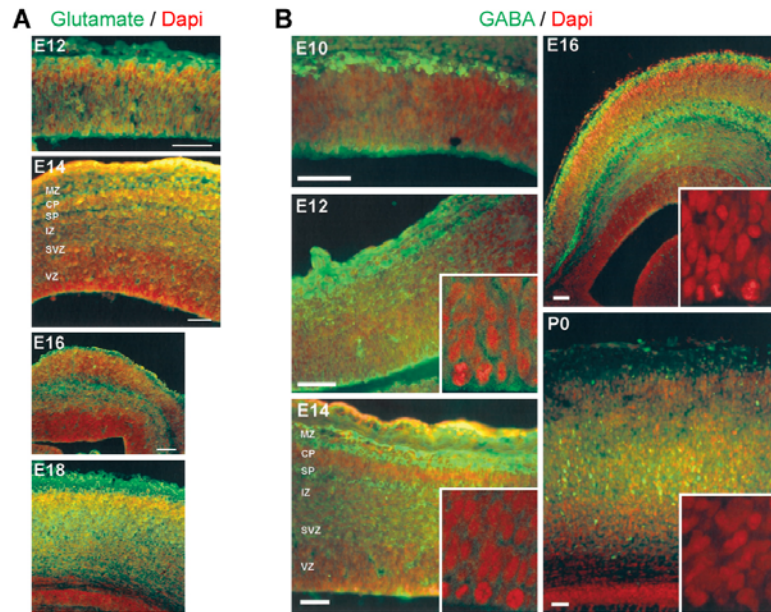 A Glutamate / Dapi
E12
E14
MZ
CP
SP
IZ
SVZ
VZ
E16
E18
B GABA / Dapi
E10
E12
E14
MZ
CP
SP
IZ
SVZ
VZ
E16
P0